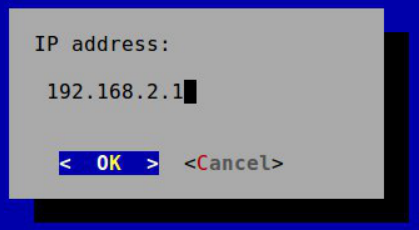 IP address:
192.168.2.1
<  OK  > <Cancel>